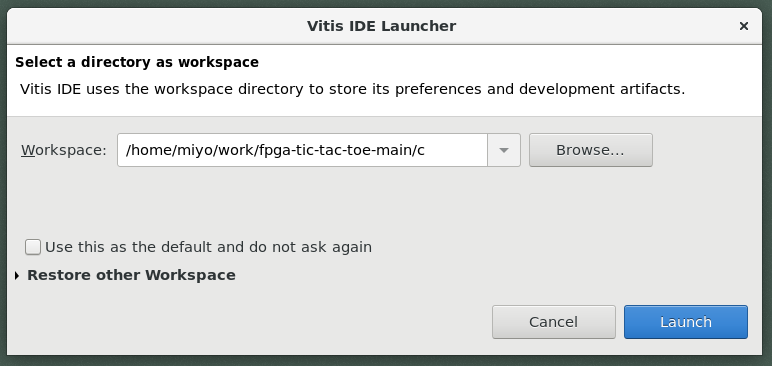 Vitis IDE Launcher
Select a directory as workspace
Vitis IDE uses the workspace directory to store its preferences and development artifacts.
Workspace: /home/miyo/work/fpga-tic-tac-toe-main/c Browse...
Use this as the default and do not ask again
Restore other Workspace
Cancel Launch